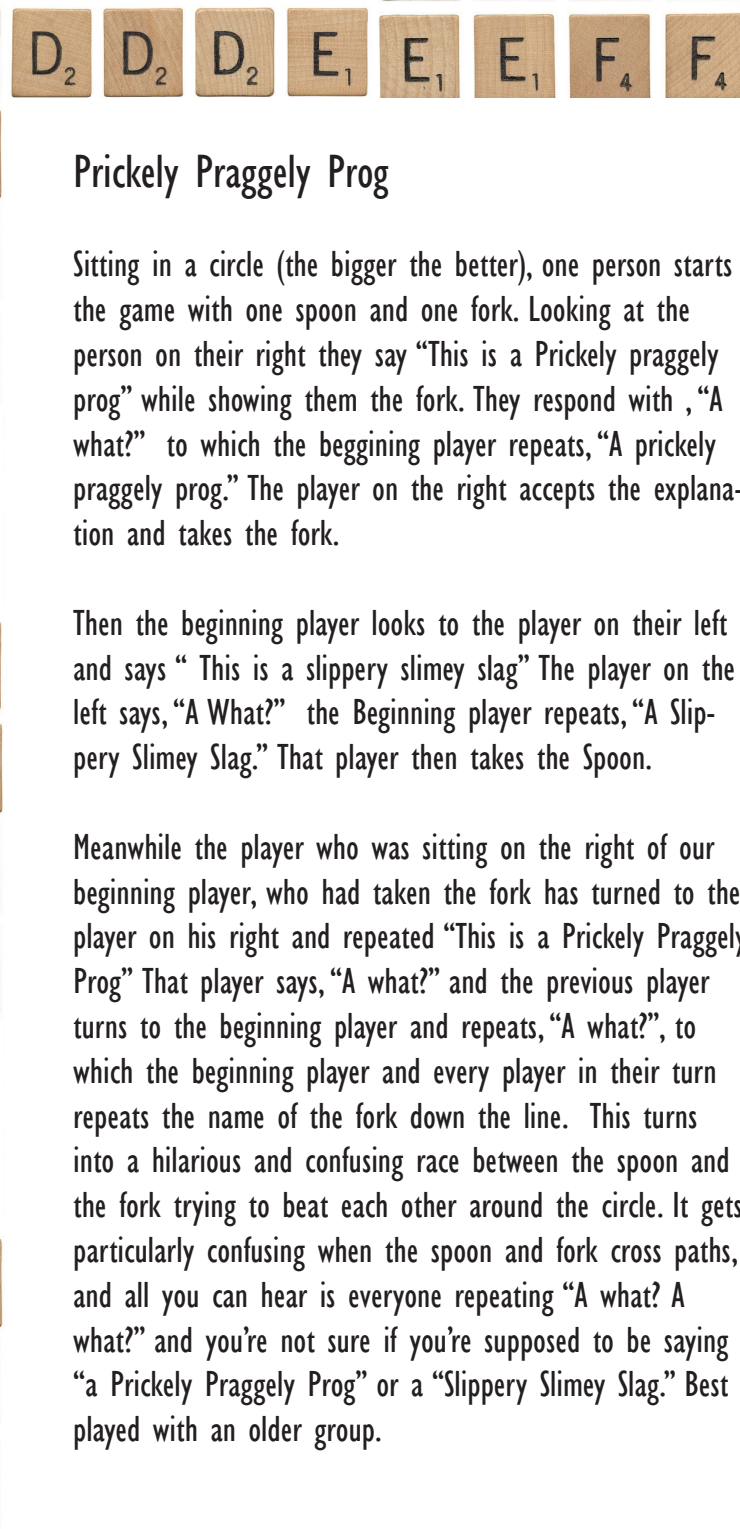 D2 D2 D2 E1 E1 E1 F4 F4
Prickely Praggely Prog
Sitting in a circle (the bigger the better), one person starts
the game with one spoon and one fork. Looking at the
person on their right they say “This is a Prickely praggely
prog” while showing them the fork. They respond with , “A
what?”  to which the beggining player repeats, “A prickely
praggely prog.” The player on the right accepts the explana-
tion and takes the fork.
Then the beginning player looks to the player on their left
and says “ This is a slippery slimey slag” The player on the
left says, “A What?”  the Beginning player repeats, “A Slip-
pery Slimey Slag.” That player then takes the Spoon.
Meanwhile the player who was sitting on the right of our
beginning player, who had taken the fork has turned to the
player on his right and repeated “This is a Prickely Praggely
Prog” That player says, “A what?” and the previous player
turns to the beginning player and repeats, “A what?”, to
which the beginning player and every player in their turn
repeats the name of the fork down the line.  This turns
into a hilarious and confusing race between the spoon and
the fork trying to beat each other around the circle. It gets
particularly confusing when the spoon and fork cross paths,
and all you can hear is everyone repeating “A what? A
what?” and you’re not sure if you’re supposed to be saying
“a Prickely Praggely Prog” or a “Slippery Slimey Slag.” Best
played with an older group.